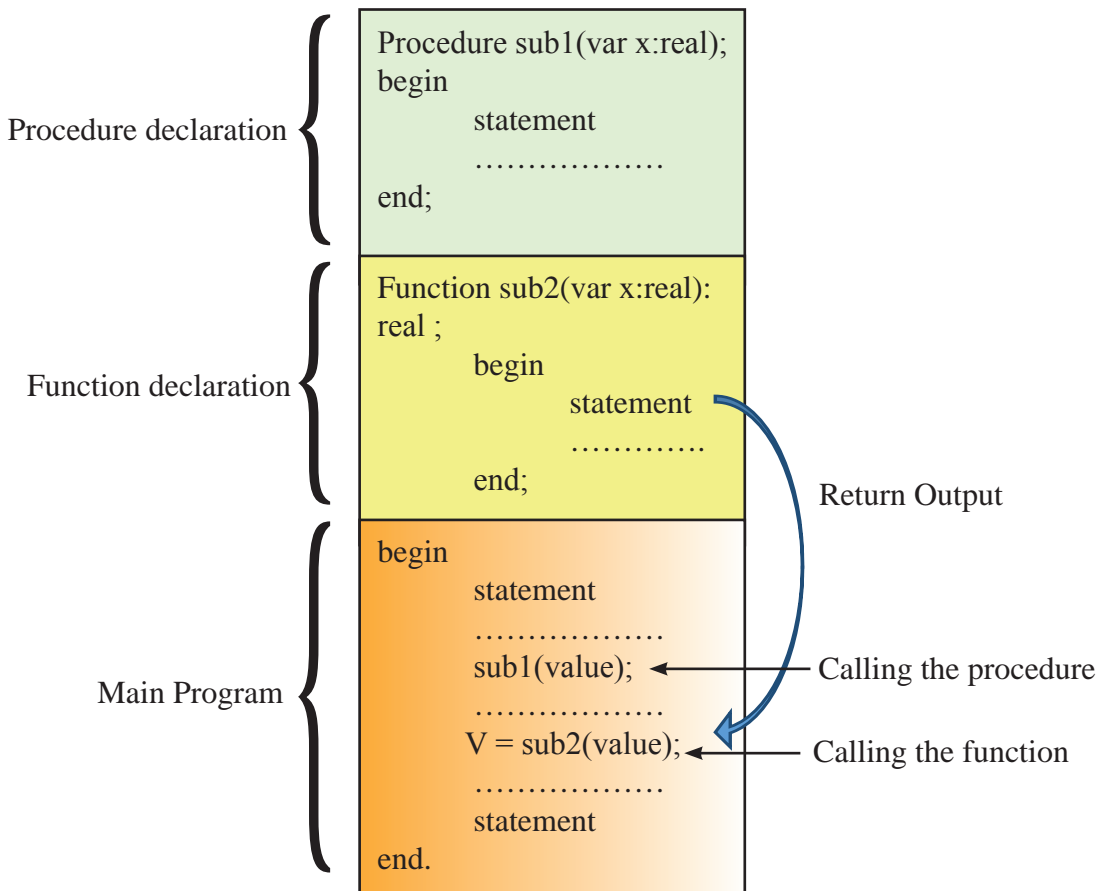 Procedure declaration
Procedure sub1(var x:real);
begin
statement
………………
end;
Function declaration
Function sub2(var x:real):
real ;
begin
statement
………….
end;
Return Output
Main Program
begin
statement
………………
sub1(value);
Calling the procedure
………………
V = sub2(value);
Calling the function
………………
statement
end.